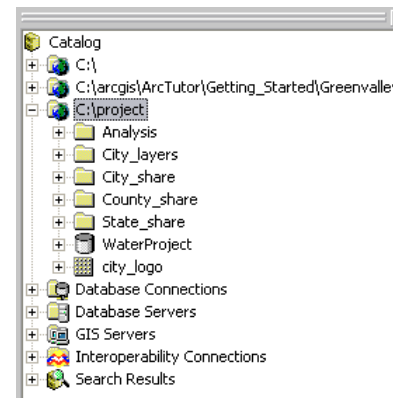 Catalog
C:\
C:\arcgis\ArcTutor\Getting_Started\Greenvalle
C:\project
Analysis
City_layers
City_share
County_share
State_share
WaterProject
city_logo
Database Connections
Database Servers
GIS Servers
Interoperability Connections
Search Results